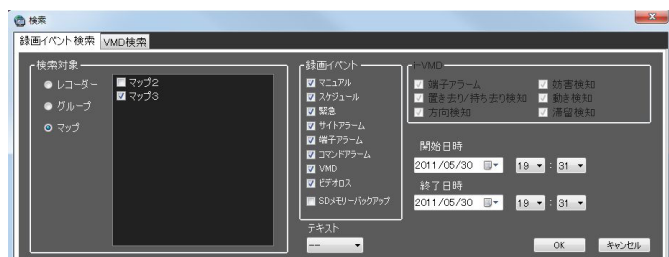 検索
録画イベント検索 VMD検索
検索対象
レコーダー
グループ
マップ
マップ2
マップ3
録画イベント
マニュアル
スケジュール
緊急
サイトアラーム
端子アラーム
コマンドアラーム
VMD
ビデオロス
SDメモリーバックアップ
テキスト
--
i-VMD
端子アラーム 妨害検知
置き去り/持ち去り検知 動き検知
方向検知 滞留検知
開始日時
2011/05/30 19 : 31
終了日時
2011/05/30 19 : 31
OK キャンセル